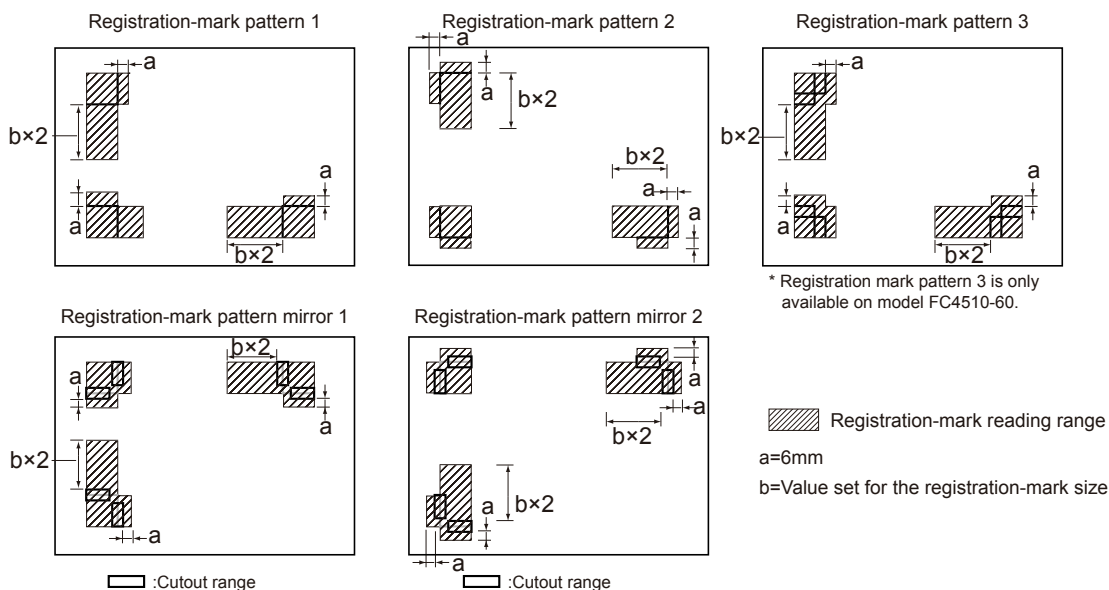 Registration-mark pattern 1
a
b×2
a
a
b×2
Registration-mark pattern 2
a
a
b×2
b×2
a
a
Registration-mark pattern 3
a
b×2
a
a
b×2
* Registration mark pattern 3 is only
available on model FC4510-60.
Registration-mark pattern mirror 1
b×2
a
a
b×2
a
:Cutout range
Registration-mark pattern mirror 2
a
a
b×2
b×2
a
a
:Cutout range
Registration-mark reading range
a=6mm
b=Value set for the registration-mark size